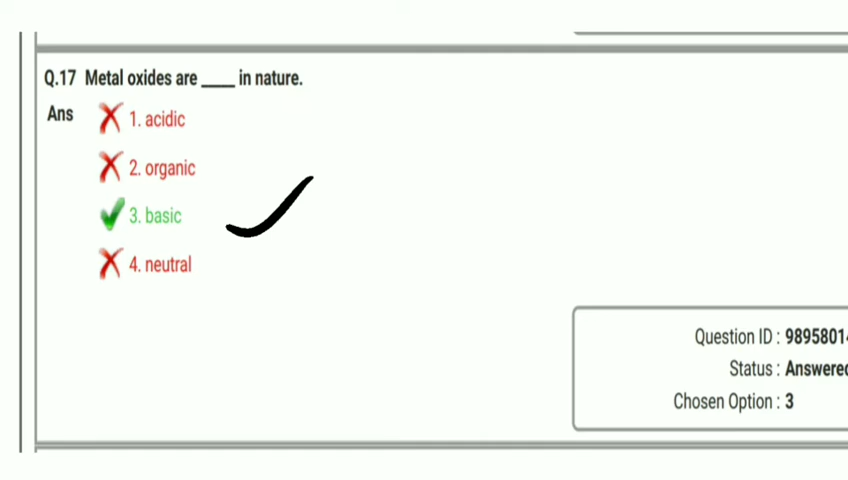 Q.17 Metal oxides are ____ in nature.
Ans 1. acidic
2. organic
3. basic
4. neutral
Question ID : 9895801
Status : Answered
Chosen Option : 3